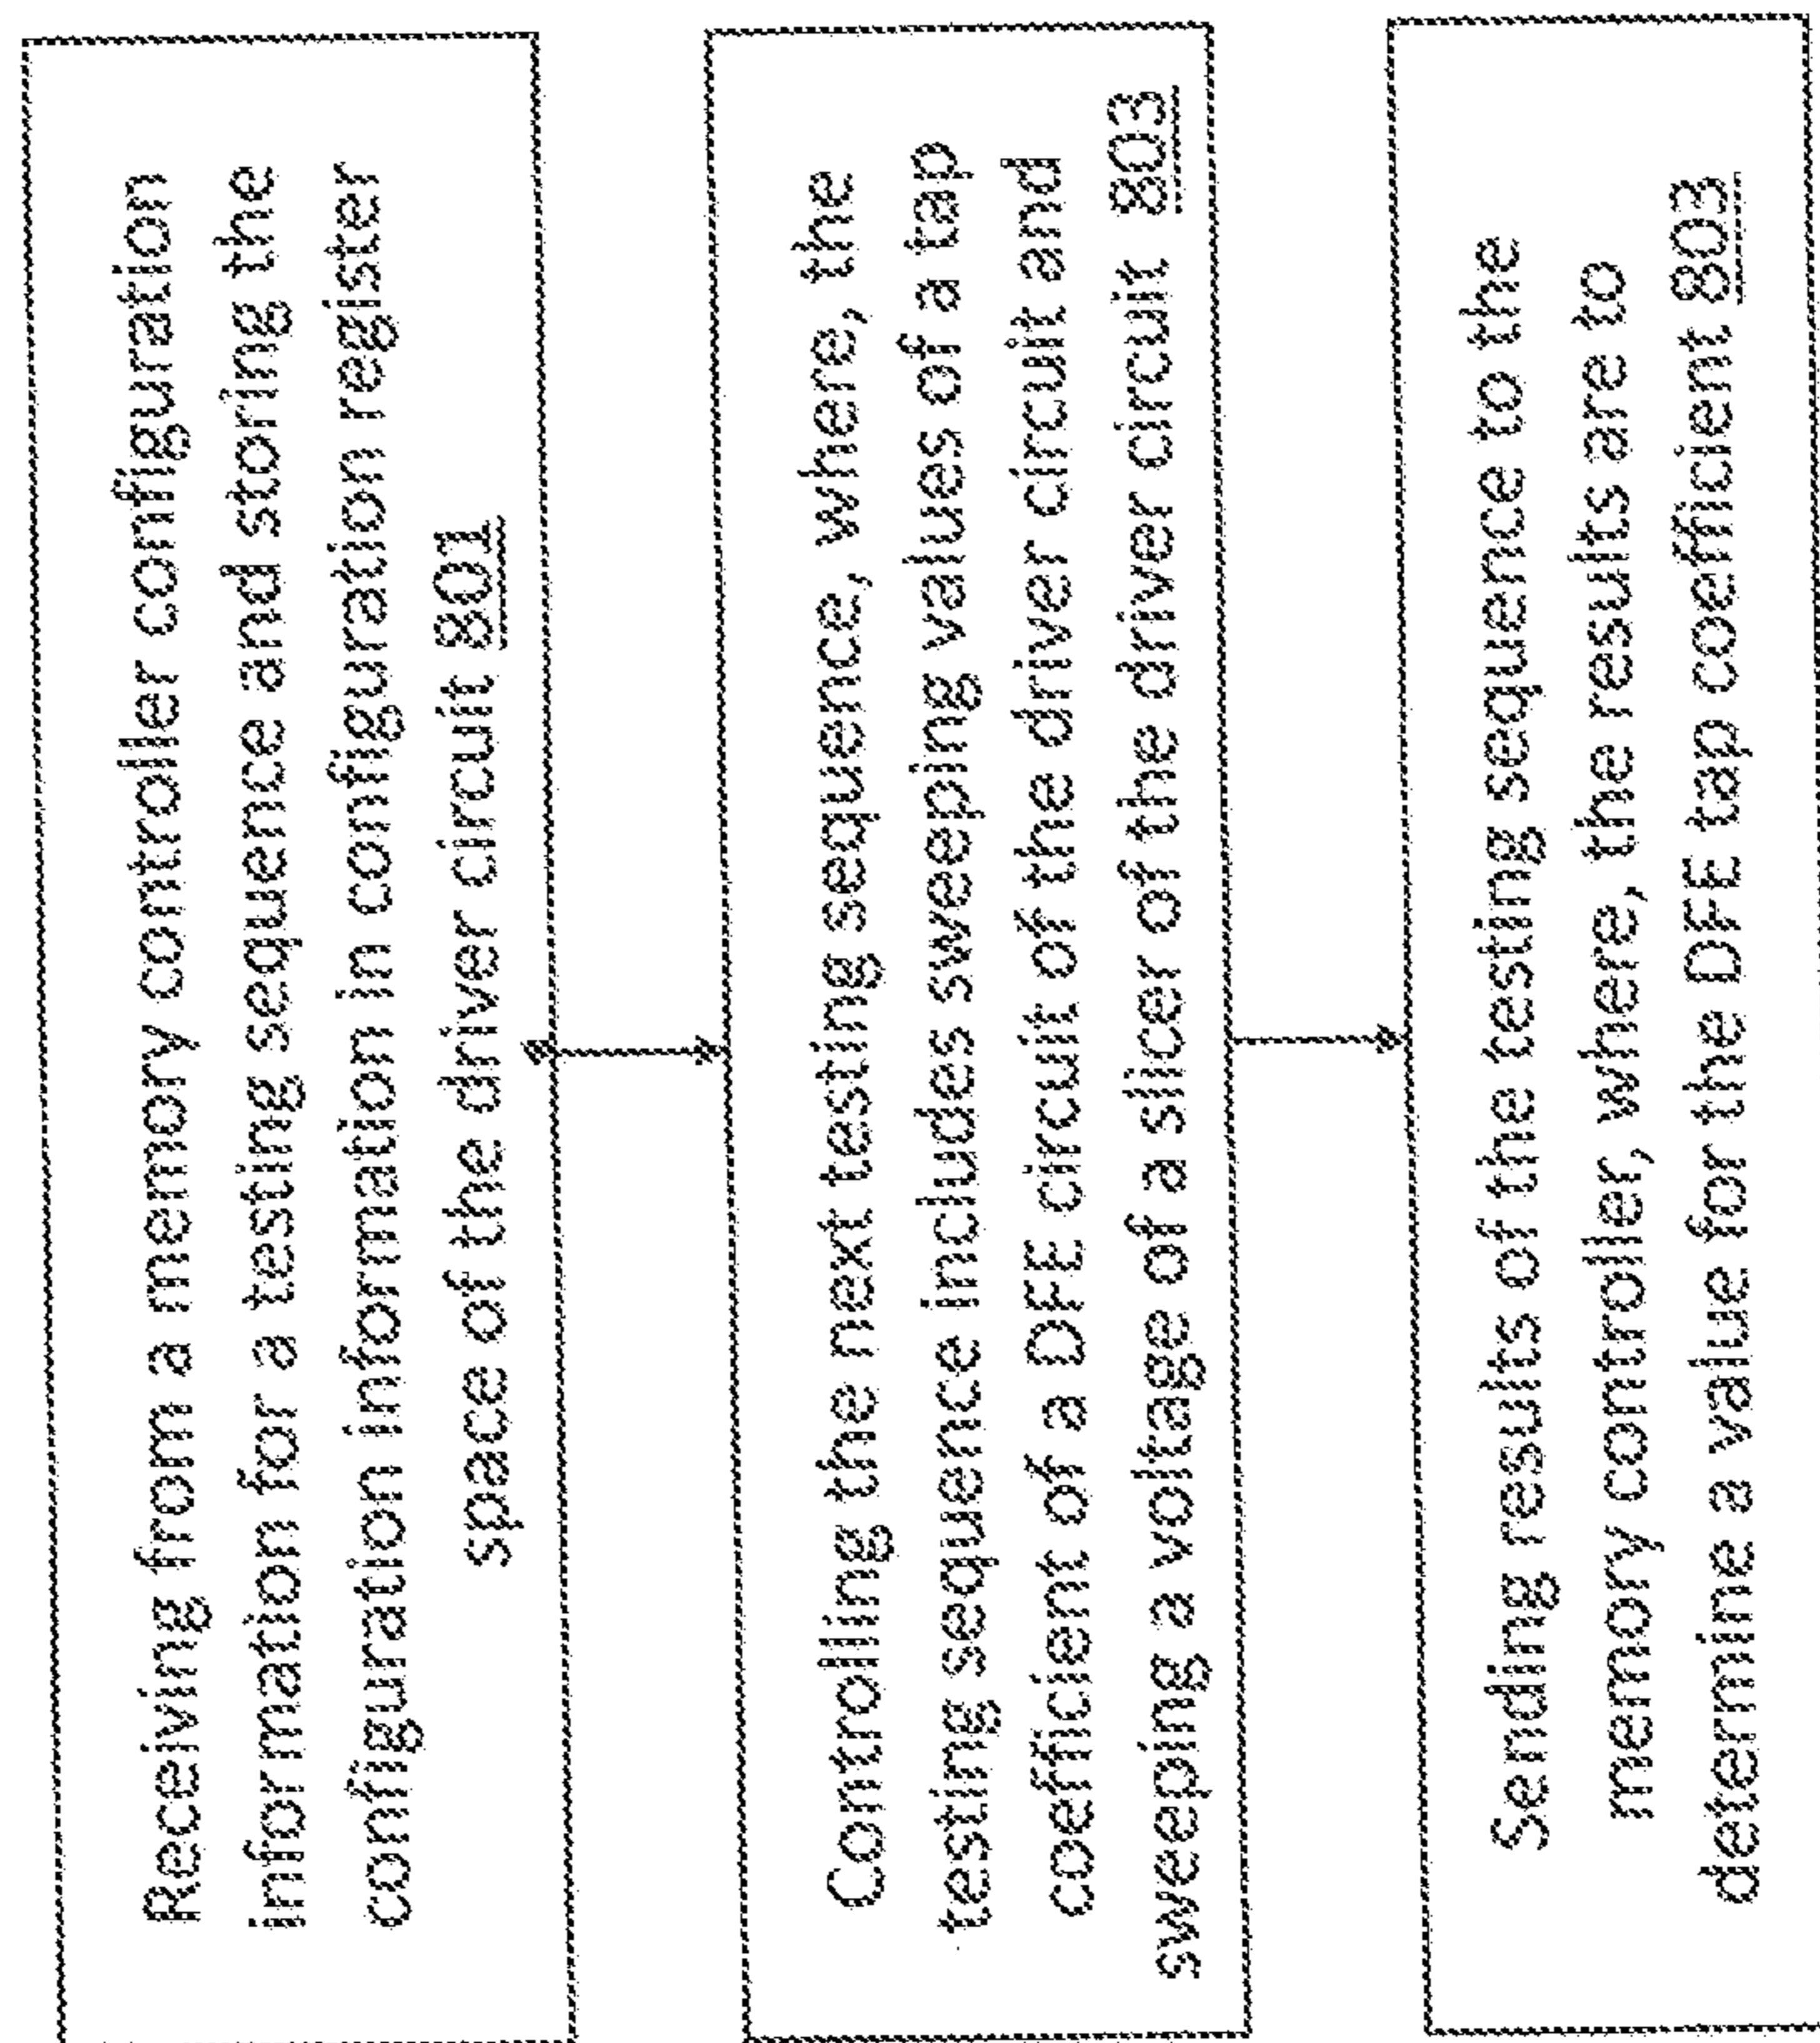 Receiving from a memory controller configuration
information for a testing sequence and storing the
configuration information in configuration register
space of the driver circuit 801
Controlling the next testing sequence, where, the
testing sequence includes sweeping values of a tap
coefficient of a DFE circuit of the driver circuit and
sweeping a voltage of a slicer of the driver circuit 803
Sending results of the testing sequence to the
memory controller, where, the results are to
determine a value for the DFE tap coefficient 803